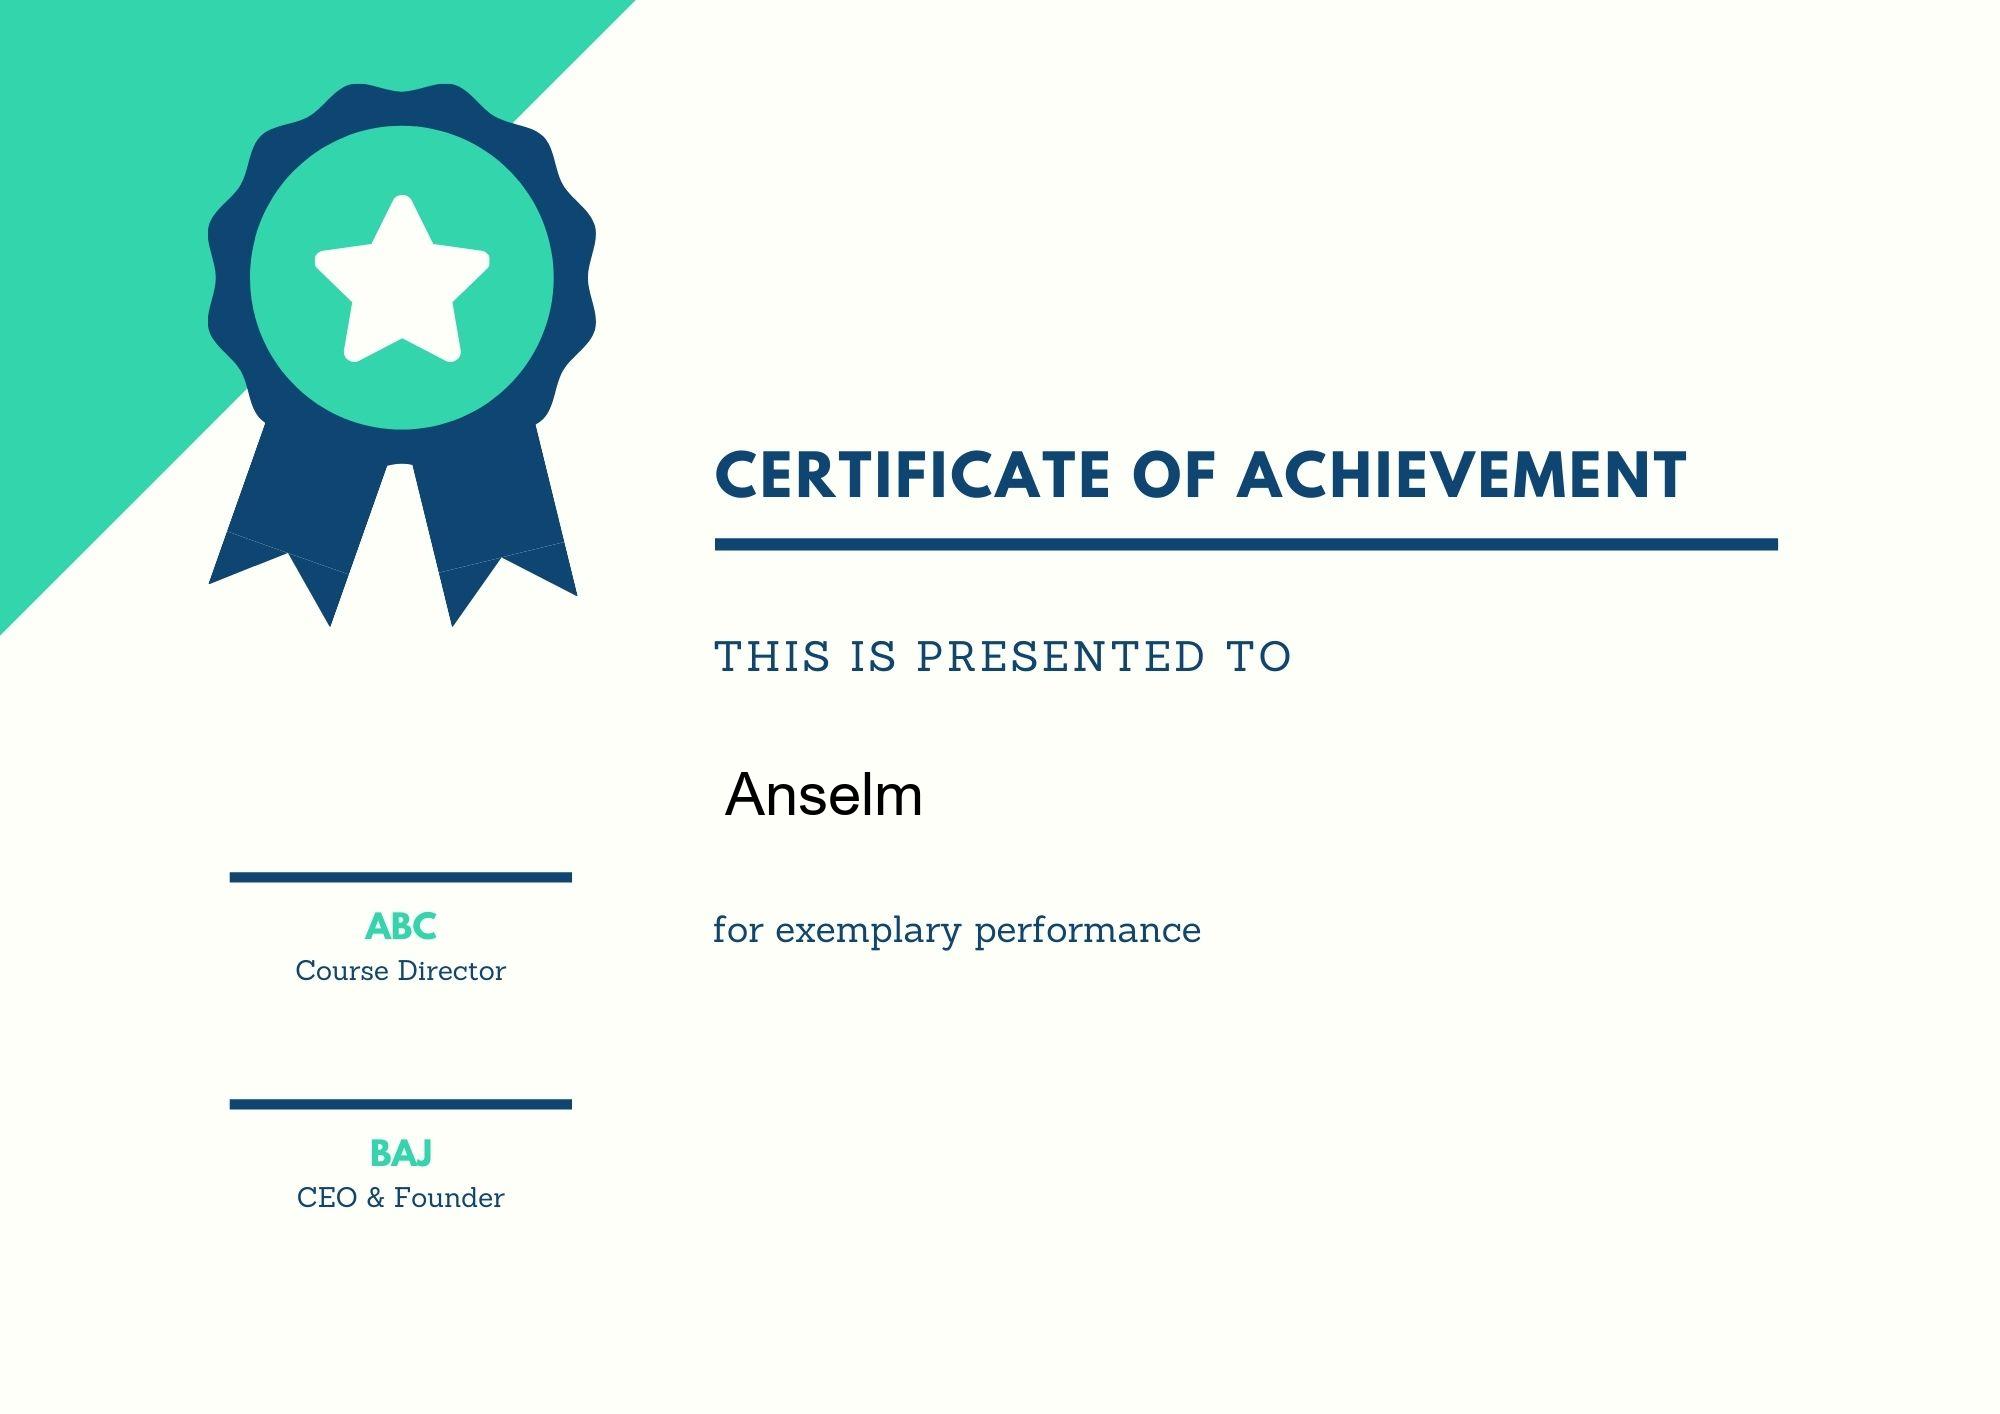 CERTIFICATE OF ACHIEVEMENT
THIS IS PRESENTED TO
Anselm
for exemplary performance
ABC
Course Director
BAJ
CEO & Founder